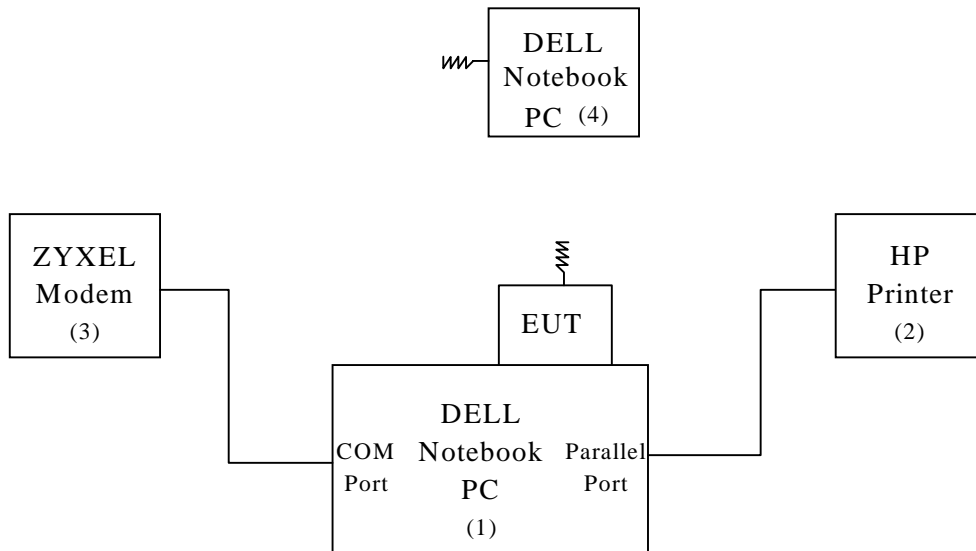 DELL
Notebook
PC (4)
ZYXEL
Modem
(3)
HP
Printer
(2)
EUT
DELL
Notebook
PC
(1)
COM
Port
Parallel
Port